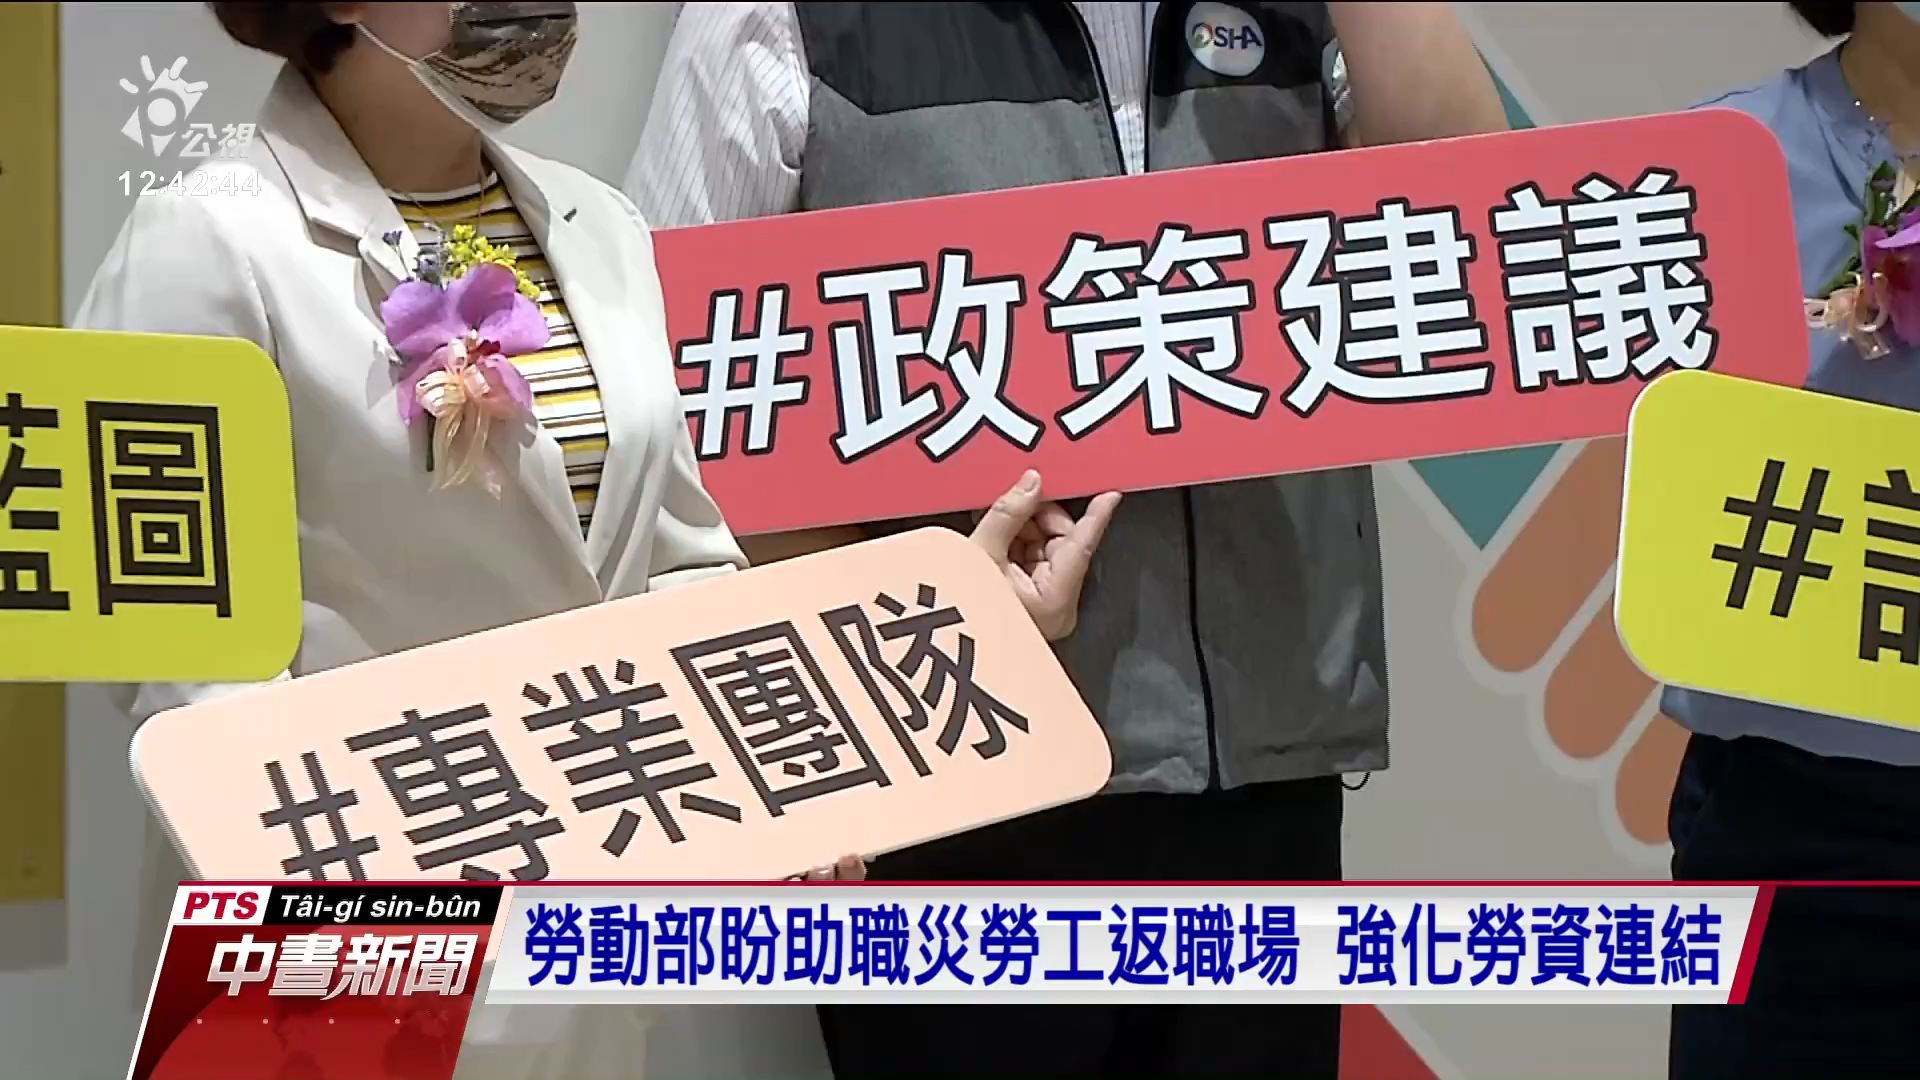 公視
12:42:44
OSHA
#政策建議
藍圖
#專業團隊
PTS Tâi-gí sin-bûn
中晝新聞
勞動部盼助職災勞工返職場 強化勞資連結